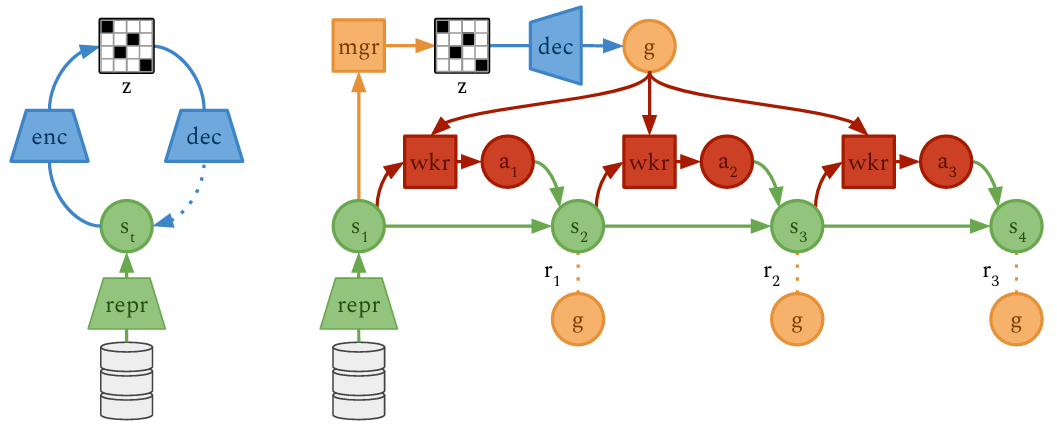 z
enc
dec
s_t
repr
mgr
z
dec
g
wkr
a_1
wkr
a_2
wkr
a_3
s_1
s_2
s_3
s_4
r_1
r_2
r_3
repr
g
g
g